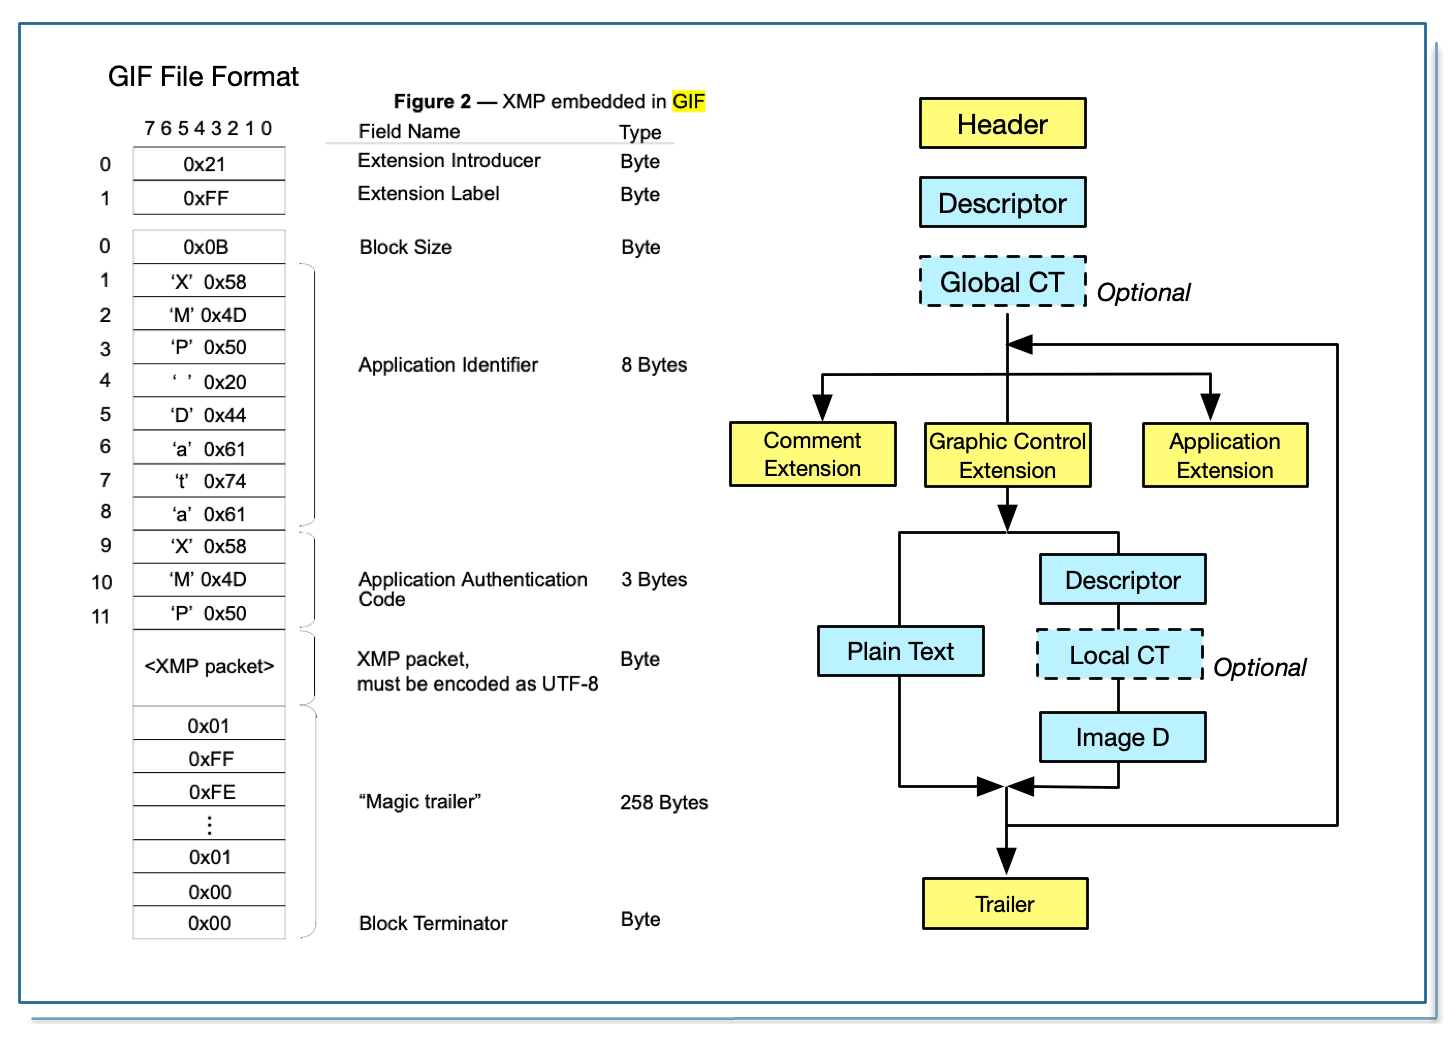 GIF File Format
Figure 2 — XMP embedded in GIF
7 6 5 4 3 2 1 0
Field Name Type
0 0x21 Extension Introducer Byte
1 0xFF Extension Label Byte
0 0x0B Block Size Byte
1 ‘X’ 0x58
2 ‘M’ 0x4D
3 ‘P’ 0x50
Application Identifier 8 Bytes
4 ‘ ’ 0x20
5 ‘D’ 0x44
6 ‘a’ 0x61
7 ‘t’ 0x74
8 ‘a’ 0x61
9 ‘X’ 0x58
10 ‘M’ 0x4D Application Authentication 3 Bytes
Code
11 ‘P’ 0x50
<XMP packet> XMP packet, Byte
must be encoded as UTF-8
0x01
0xFF
0xFE
“Magic trailer” 258 Bytes
⋮
0x01
0x00
0x00 Block Terminator Byte
Header
Descriptor
Global CT
Optional
Comment
Extension
Graphic Control
Extension
Application
Extension
Descriptor
Plain Text
Local CT
Optional
Image D
Trailer